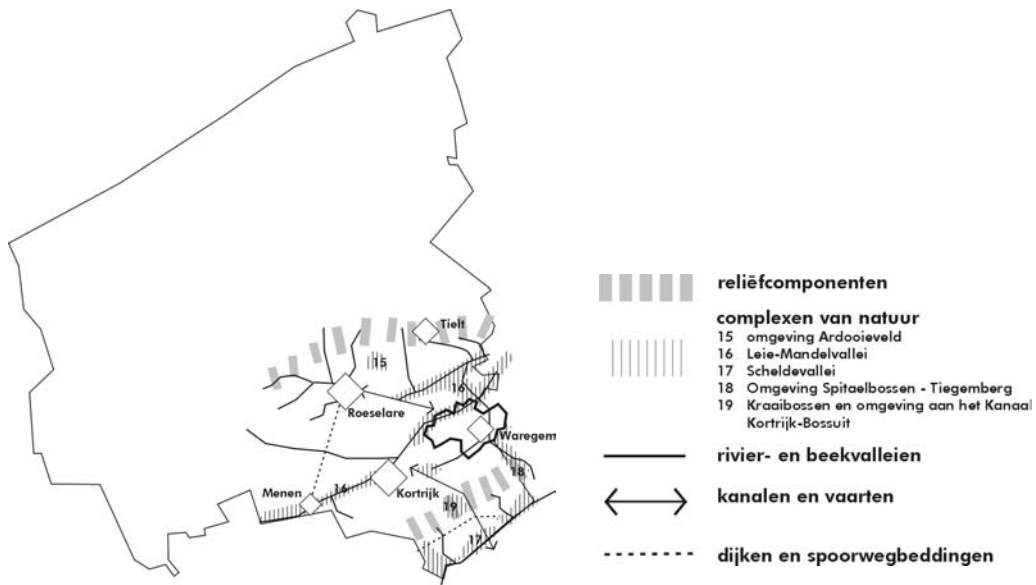 Tielt
15
16
Roeselare
Waregem
18
Menen
16
Kortrijk
19
17
reliëfcomponenten
complexen van natuur
15 omgeving Ardooieveld
16 Leie-Mandelvallei
17 Scheldevallei
18 Omgeving Spitaelbossen - Tiegemberg
19 Kraaibossen en omgeving aan het Kanaal
Kortrijk-Bossuit
rivier- en beekvalleien
kanalen en vaarten
dijken en spoorwegbeddingen